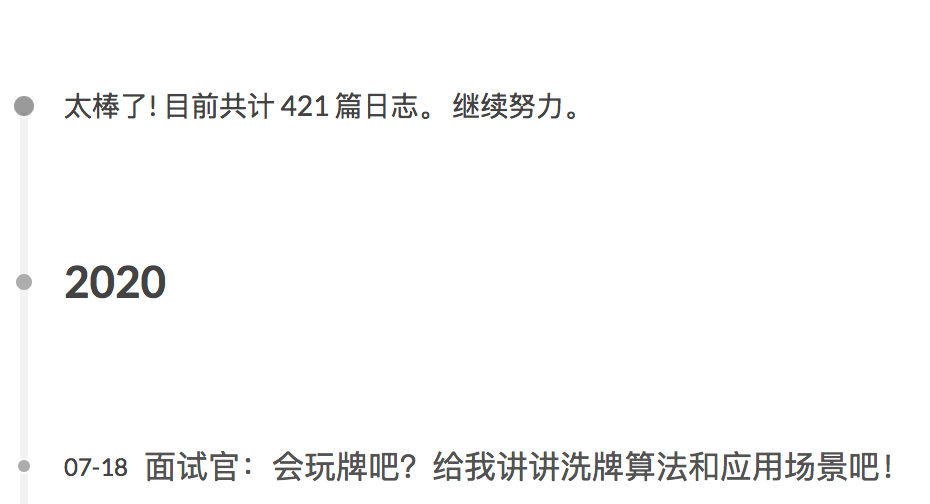 太棒了! 目前共计 421 篇日志。 继续努力。
2020
07-18 面试官：会玩牌吧？给我讲讲洗牌算法和应用场景吧！